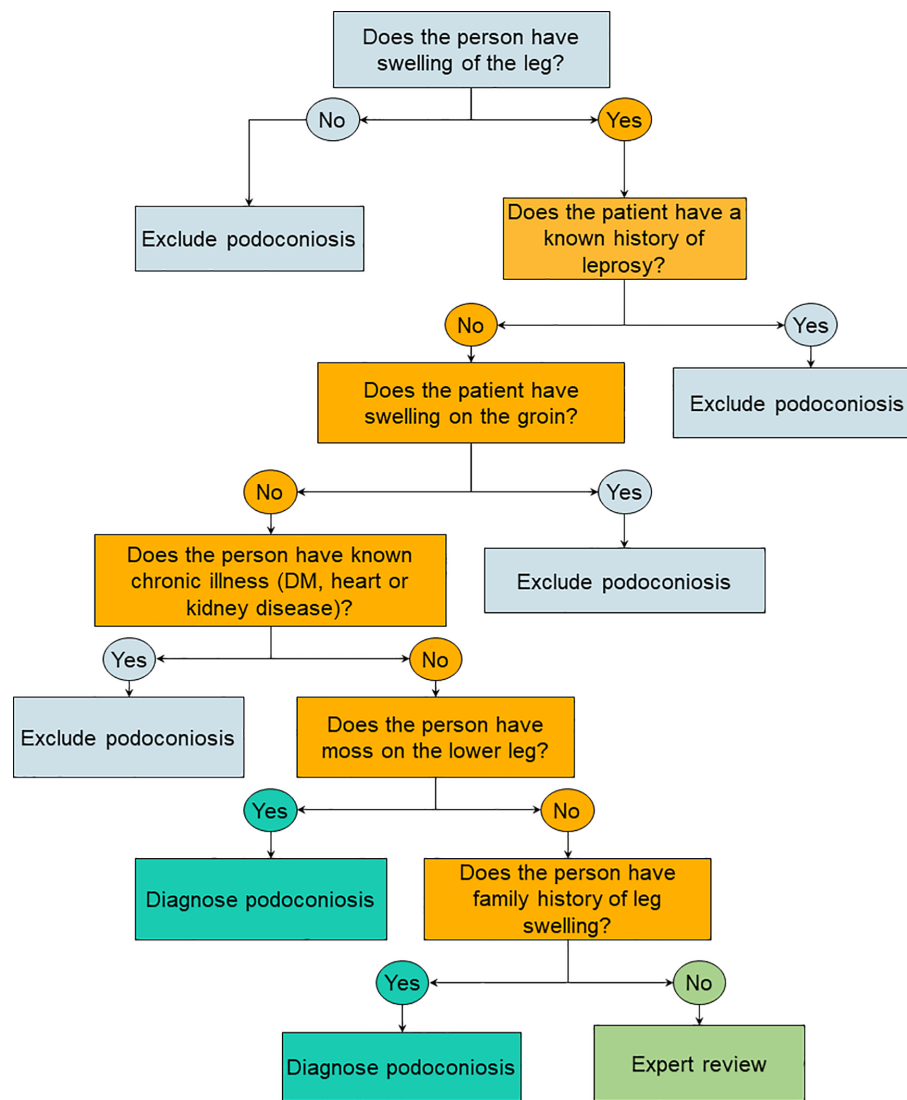 Does the person have
swelling of the leg?
No
Yes
Exclude podoconiosis
Does the patient have a
known history of
leprosy?
No
Yes
Does the patient have
swelling on the groin?
Exclude podoconiosis
No
Yes
Does the person have known
chronic illness (DM, heart or
kidney disease)?
Exclude podoconiosis
Yes
No
Exclude podoconiosis
Does the person have
moss on the lower leg?
Yes
No
Diagnose podoconiosis
Does the person have
family history of leg
swelling?
Yes
No
Diagnose podoconiosis
Expert review